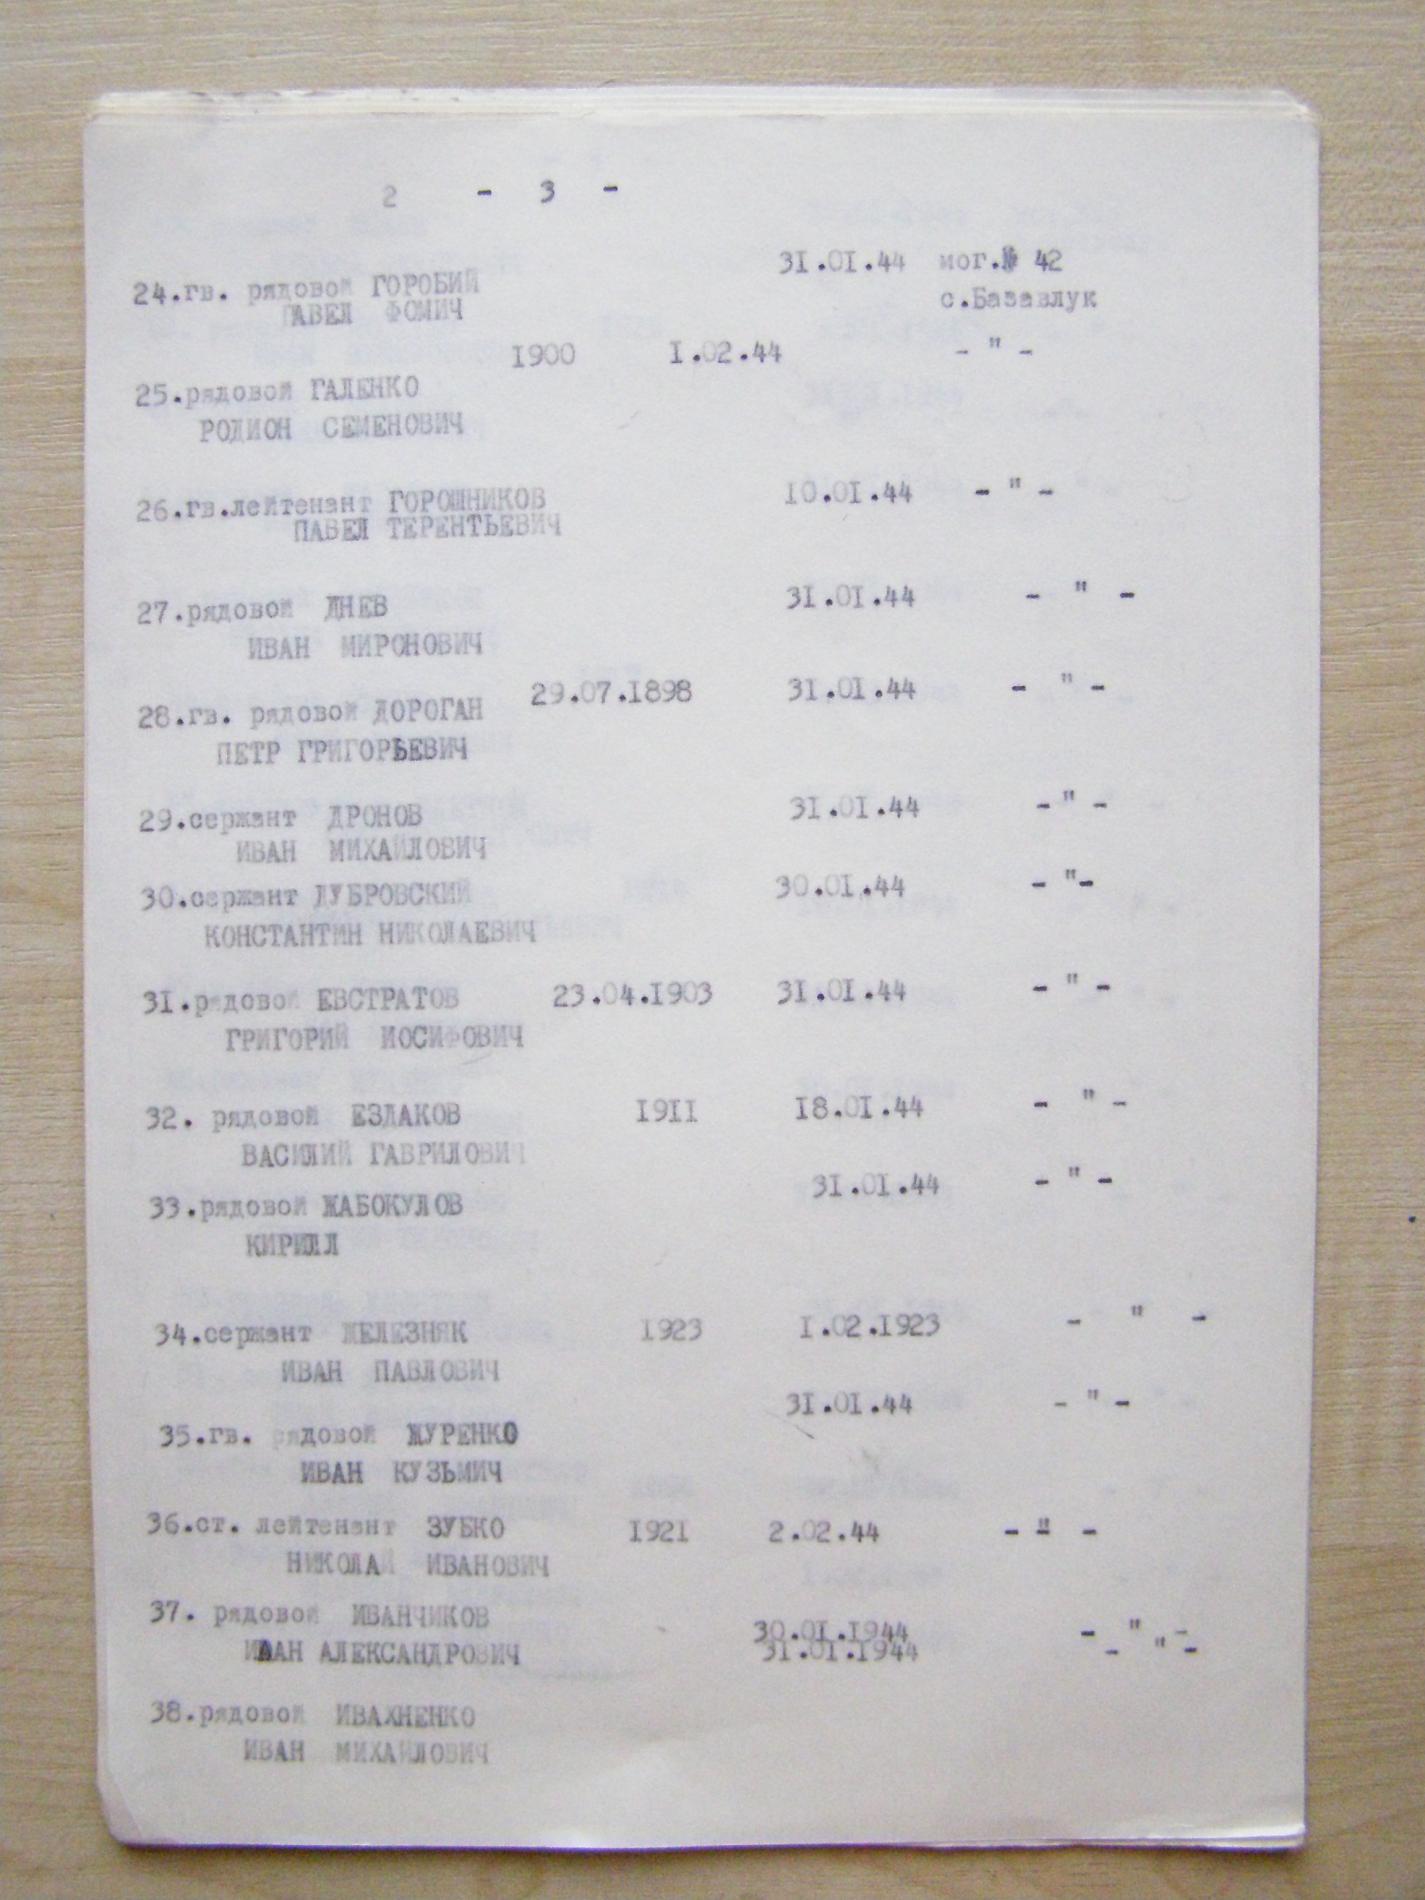 2 - 3 -
31.01.44 мог.№ 42
24.гв. рядовой ГОРОБИЙ
с.Базавлук
ПАВЕЛ ФОМИЧ
1900 1.02.44 - " -
25.рядовой ГАЛЕНКО
РОДИОН СЕМЕНОВИЧ
10.01.44 - " -
26.гв.лейтенант ГОРОШНИКОВ
ПАВЕЛ ТЕРЕНТЬЕВИЧ
31.01.44 - " -
27.рядовой ДНЕВ
ИВАН МИРОНОВИЧ
29.07.1898 31.01.44 - " -
28.гв. рядовой ДОРОГАН
ПЕТР ГРИГОРЬЕВИЧ
29.сержант ДРОНОВ 31.01.44 - " -
ИВАН МИХАЙЛОВИЧ
30.сержант ДУБРОВСКИЙ 30.01.44 - "-
КОНСТАНТИН НИКОЛАЕВИЧ
31.рядовой ЕВСТРАТОВ 23.04.1903 31.01.44 - " -
ГРИГОРИЙ ИОСИФОВИЧ
32. рядовой ЕЗДАКОВ 1911 18.01.44 - " -
ВАСИЛИЙ ГАВРИЛОВИЧ
31.01.44 - " -
33.рядовой ЖАБОКУЛОВ
КИРИЛЛ
34.сержант ЖЕЛЕЗНЯК 1923 1.02.1923 - " -
ИВАН ПАВЛОВИЧ
31.01.44 - " -
35.гв. рядовой ЖУРЕНКО
ИВАН КУЗЬМИЧ
36.ст. лейтенант ЗУБКО 1921 2.02.44 - " -
НИКОЛАЙ ИВАНОВИЧ
37. рядовой ИВАНЧИКОВ 30.01.1944 - " -
ИВАН АЛЕКСАНДРОВИЧ 31.01.1944 - " -
38.рядовой ИВАХНЕНКО
ИВАН МИХАЙЛОВИЧ